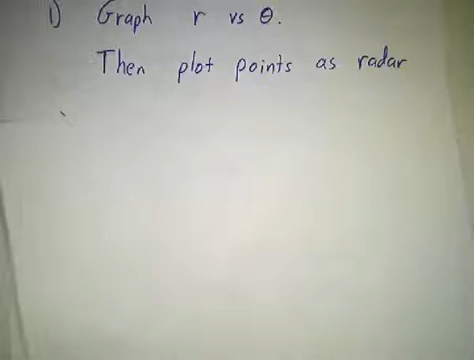 1) Graph r vs θ.
Then plot points as radar